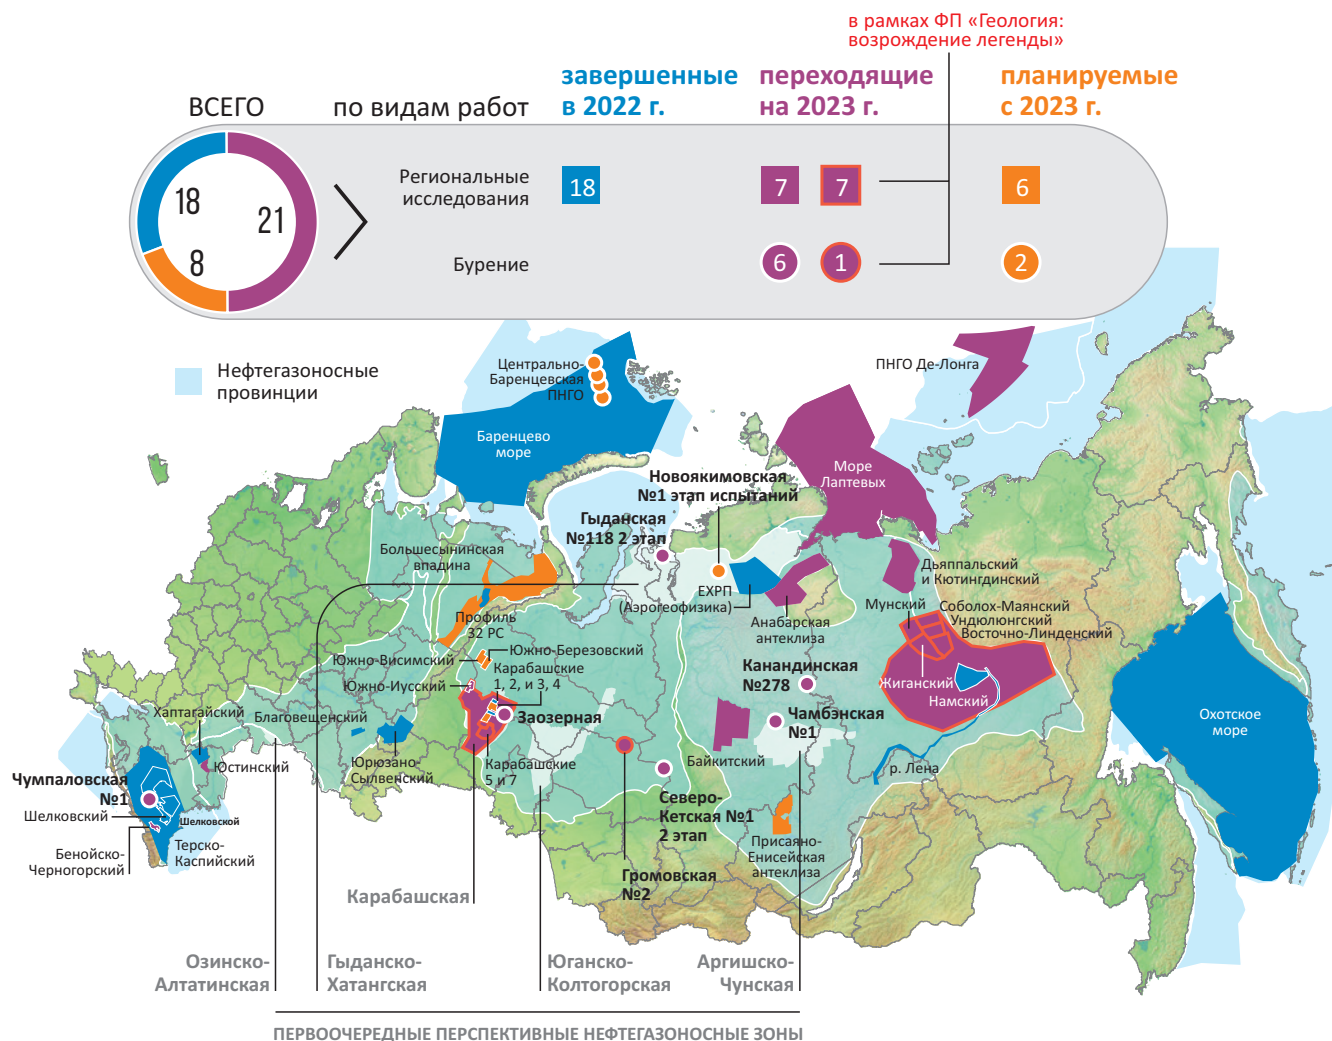 в рамках ФП «Геология:
возрождение легенды»
завершенные
в 2022 г.
переходящие
на 2023 г.
планируемые
с 2023 г.
ВСЕГО
по видам работ
18
21
8
Региональные
исследования
18
7
7
6
Бурение
6
1
2
Нефтегазоносные
провинции
Центрально-
Баренцевская
ПНГО
ПНГО Де-Лонга
Баренцево
море
Море
Лаптевых
Новоякимовская
№1 этап испытаний
Гыданская
№118 2 этап
Большесынинская
впадина
ЕХРП
(Аэрогеофизика)
Анабарская
антеклиза
Дьяппальский
и Кютингдинский
Мунский
Соболох-Маянский
Ундюлюнгский
Восточно-Линденский
Профиль
32 РС
Южно-Березовский
Южно-Висимский
Карабашские
1, 2, и 3, 4
Южно-Иусский
Канандинская
№278
Жиганский
Намский
Хаптагайский
Благовещенский
Заозерная
Чамбэнская
№1
Охотское
море
Юстинский
Юрюзано-
Сылвенский
Карабашские
5 и 7
Байкитский
р. Лена
Чумпаловская
№1
Шелковский
Шелковской
Терско-
Каспийский
Бенойско-
Черногорский
Северо-
Кетская №1
2 этап
Присаяно-
Енисейская
антеклиза
Громовская
№2
Карабашская
Озинско-
Алтатинская
Гыданско-
Хатангская
Юганско-
Колтогорская
Аргишско-
Чунская
ПЕРВООЧЕРЕДНЫЕ ПЕРСПЕКТИВНЫЕ НЕФТЕГАЗОНОСНЫЕ ЗОНЫ